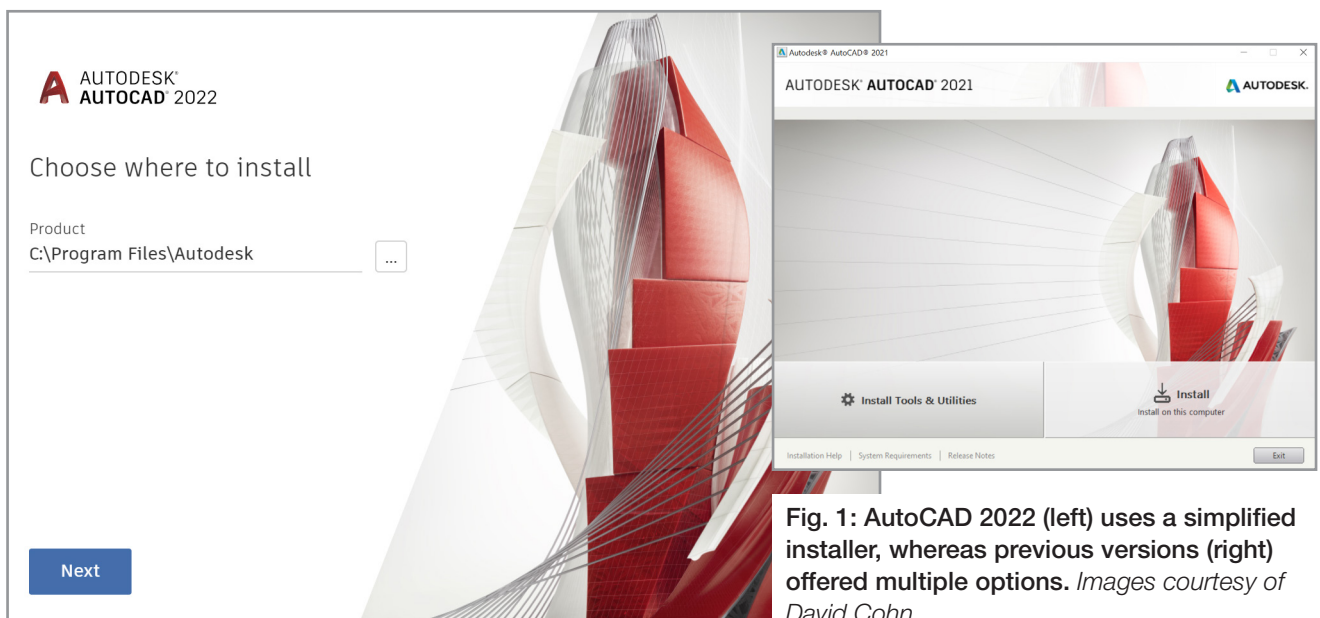 AUTODESK®
AUTOCAD® 2022
Choose where to install
Product
C:\Program Files\Autodesk
...
Next
Autodesk® AutoCAD® 2021
AUTODESK® AUTOCAD® 2021
AUTODESK.
Install Tools & Utilities
Install
Install on this computer
Installation Help | System Requirements | Release Notes
Exit
Fig. 1: AutoCAD 2022 (left) uses a simplified
installer, whereas previous versions (right)
offered multiple options. Images courtesy of
David Cohn